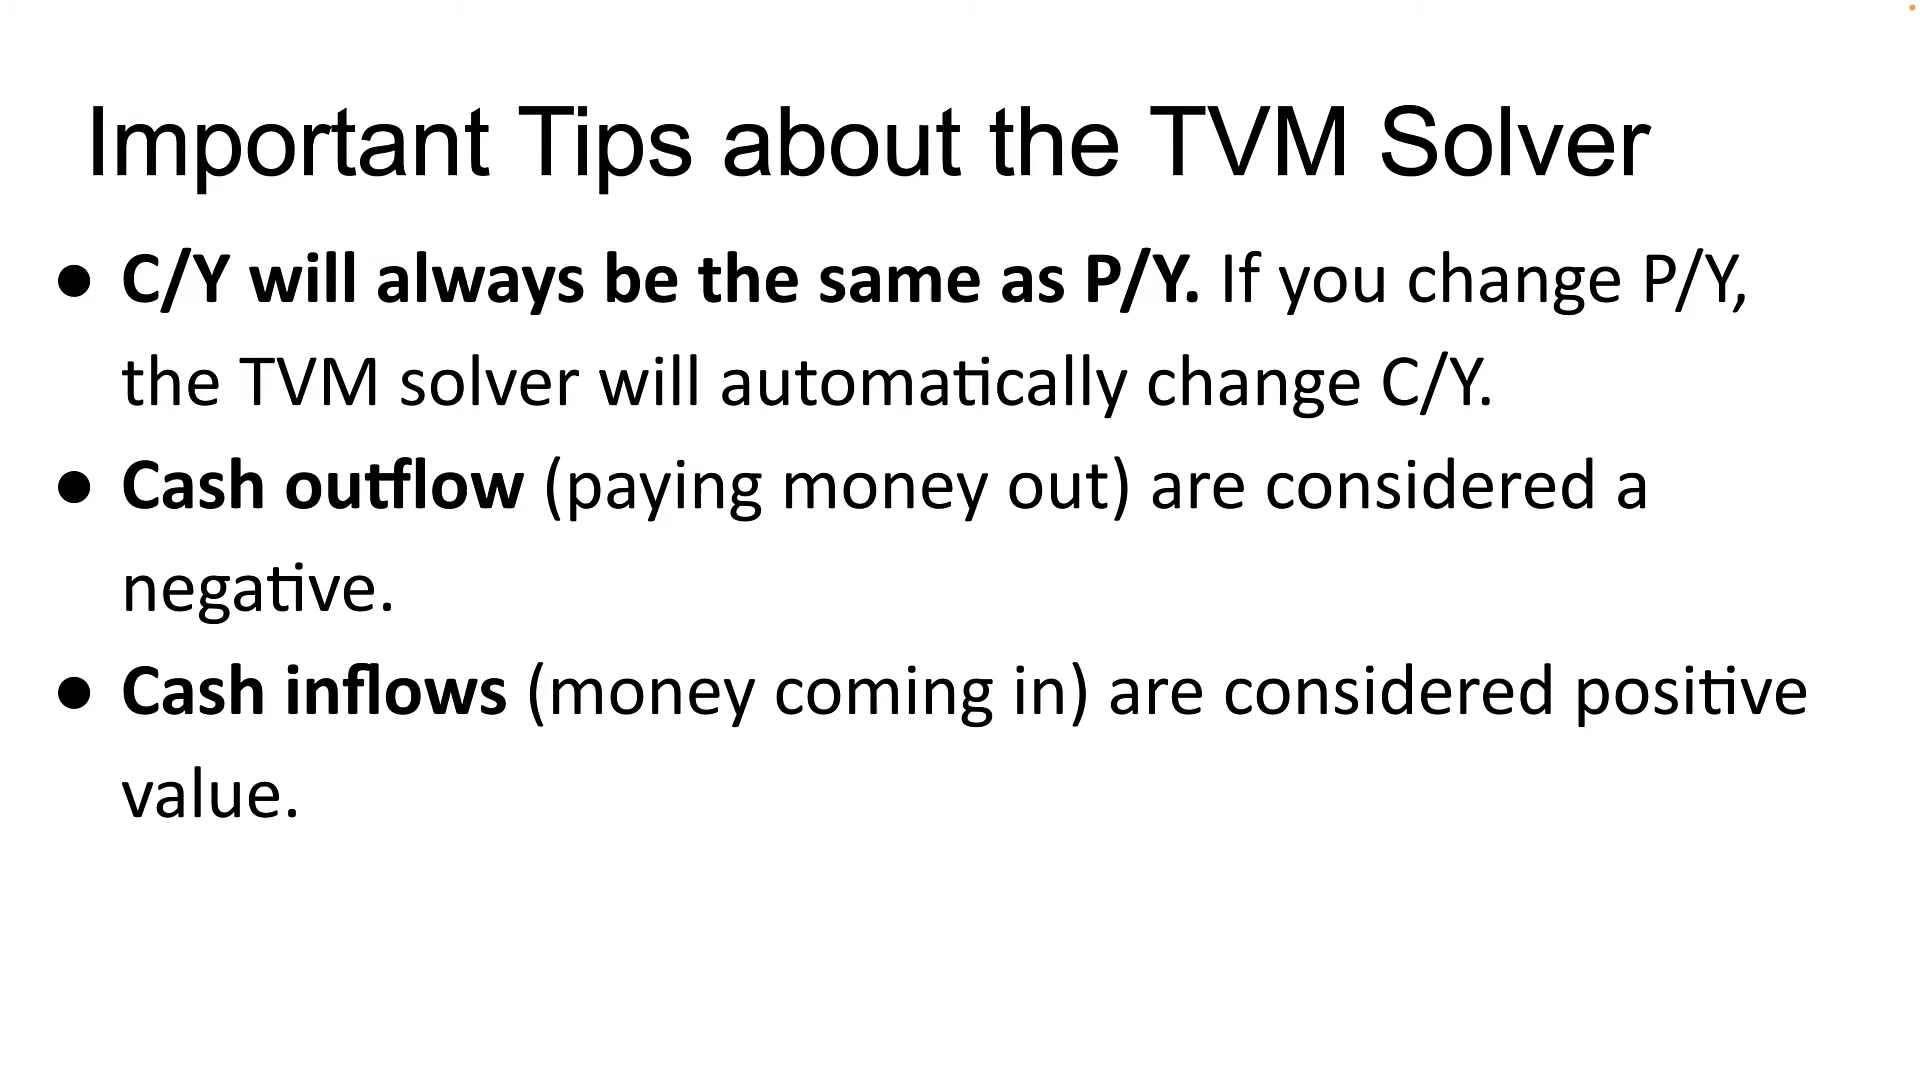 Important Tips about the TVM Solver
● C/Y will always be the same as P/Y. If you change P/Y,
the TVM solver will automatically change C/Y.
● Cash outflow (paying money out) are considered a
negative.
● Cash inflows (money coming in) are considered positive
value.